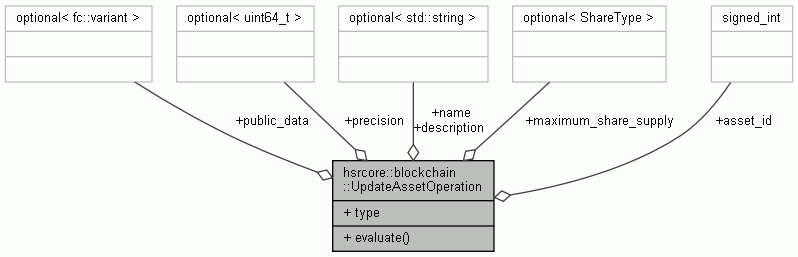 optional< fc::variant >
optional< uint64_t >
optional< std::string >
optional< ShareType >
signed_int
+public_data
+precision
+name
+description
+maximum_share_supply
+asset_id
hsrcore::blockchain
::UpdateAssetOperation
+ type
+ evaluate()